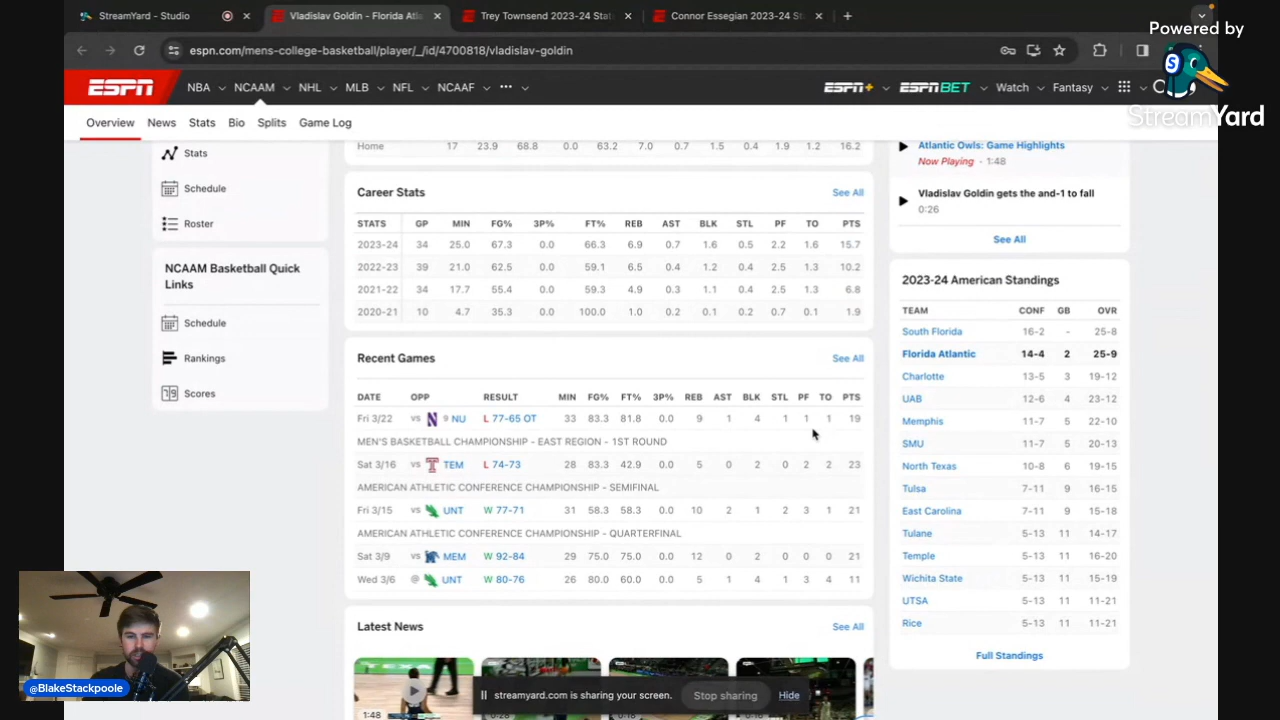 StreamYard - Studio
Vladislav Goldin - Florida Atl
Trey Townsend 2023-24 Stat
Connor Essegian 2023-24 S
Powered by
StreamYard
espn.com/mens-college-basketball/player/_/id/4700818/vladislav-goldin
ESPN NBA NCAAM NHL MLB NFL NCAAF ESPN+ ESPN BET Watch Fantasy
Overview News Stats Bio Splits Game Log
Stats
Schedule
Roster
NCAAM Basketball Quick
Links
Schedule
Rankings
Scores
Home 17 23.9 68.8 0.0 63.2 7.0 0.7 1.5 0.4 1.9 1.2 16.2
Career Stats See All
STATS GP MIN FG% 3P% FT% REB AST BLK STL PF TO PTS
2023-24 34 25.0 67.3 0.0 66.3 6.9 0.7 1.6 0.5 2.2 1.6 15.7
2022-23 39 21.0 62.5 0.0 59.1 6.5 0.4 1.2 0.4 2.5 1.3 10.2
2021-22 34 17.7 55.4 0.0 59.3 4.9 0.3 1.1 0.4 2.5 1.3 6.8
2020-21 10 4.7 35.3 0.0 100.0 1.0 0.2 0.1 0.2 0.7 0.1 1.9
Recent Games See All
DATE OPP RESULT MIN FG% FT% 3P% REB AST BLK STL PF TO PTS
Fri 3/22 vs N 9 NU L 77-65 OT 33 83.3 81.8 0.0 9 1 4 1 1 1 19
MEN'S BASKETBALL CHAMPIONSHIP - EAST REGION - 1ST ROUND
Sat 3/16 vs T TEM L 74-73 28 83.3 42.9 0.0 5 0 2 0 2 2 23
AMERICAN ATHLETIC CONFERENCE CHAMPIONSHIP - SEMIFINAL
Fri 3/15 vs UNT W 77-71 31 58.3 58.3 0.0 10 2 1 2 3 1 21
AMERICAN ATHLETIC CONFERENCE CHAMPIONSHIP - QUARTERFINAL
Sat 3/9 vs MEM W 92-84 29 75.0 75.0 0.0 12 0 2 0 0 0 21
Wed 3/6 @ UNT W 80-76 26 80.0 60.0 0.0 5 1 4 1 3 4 11
Latest News See All
1:48
Atlantic Owls: Game Highlights
Now Playing - 1:48
Vladislav Goldin gets the and-1 to fall
0:26
See All
2023-24 American Standings
TEAM CONF GB OVR
South Florida 16-2 - 25-8
Florida Atlantic 14-4 2 25-9
Charlotte 13-5 3 19-12
UAB 12-6 4 23-12
Memphis 11-7 5 22-10
SMU 11-7 5 20-13
North Texas 10-8 6 19-15
Tulsa 7-11 9 16-15
East Carolina 7-11 9 15-18
Tulane 5-13 11 14-17
Temple 5-13 11 16-20
Wichita State 5-13 11 15-19
UTSA 5-13 11 11-21
Rice 5-13 11 11-21
Full Standings
streamyard.com is sharing your screen. Stop sharing Hide
@BlakeStackpoole